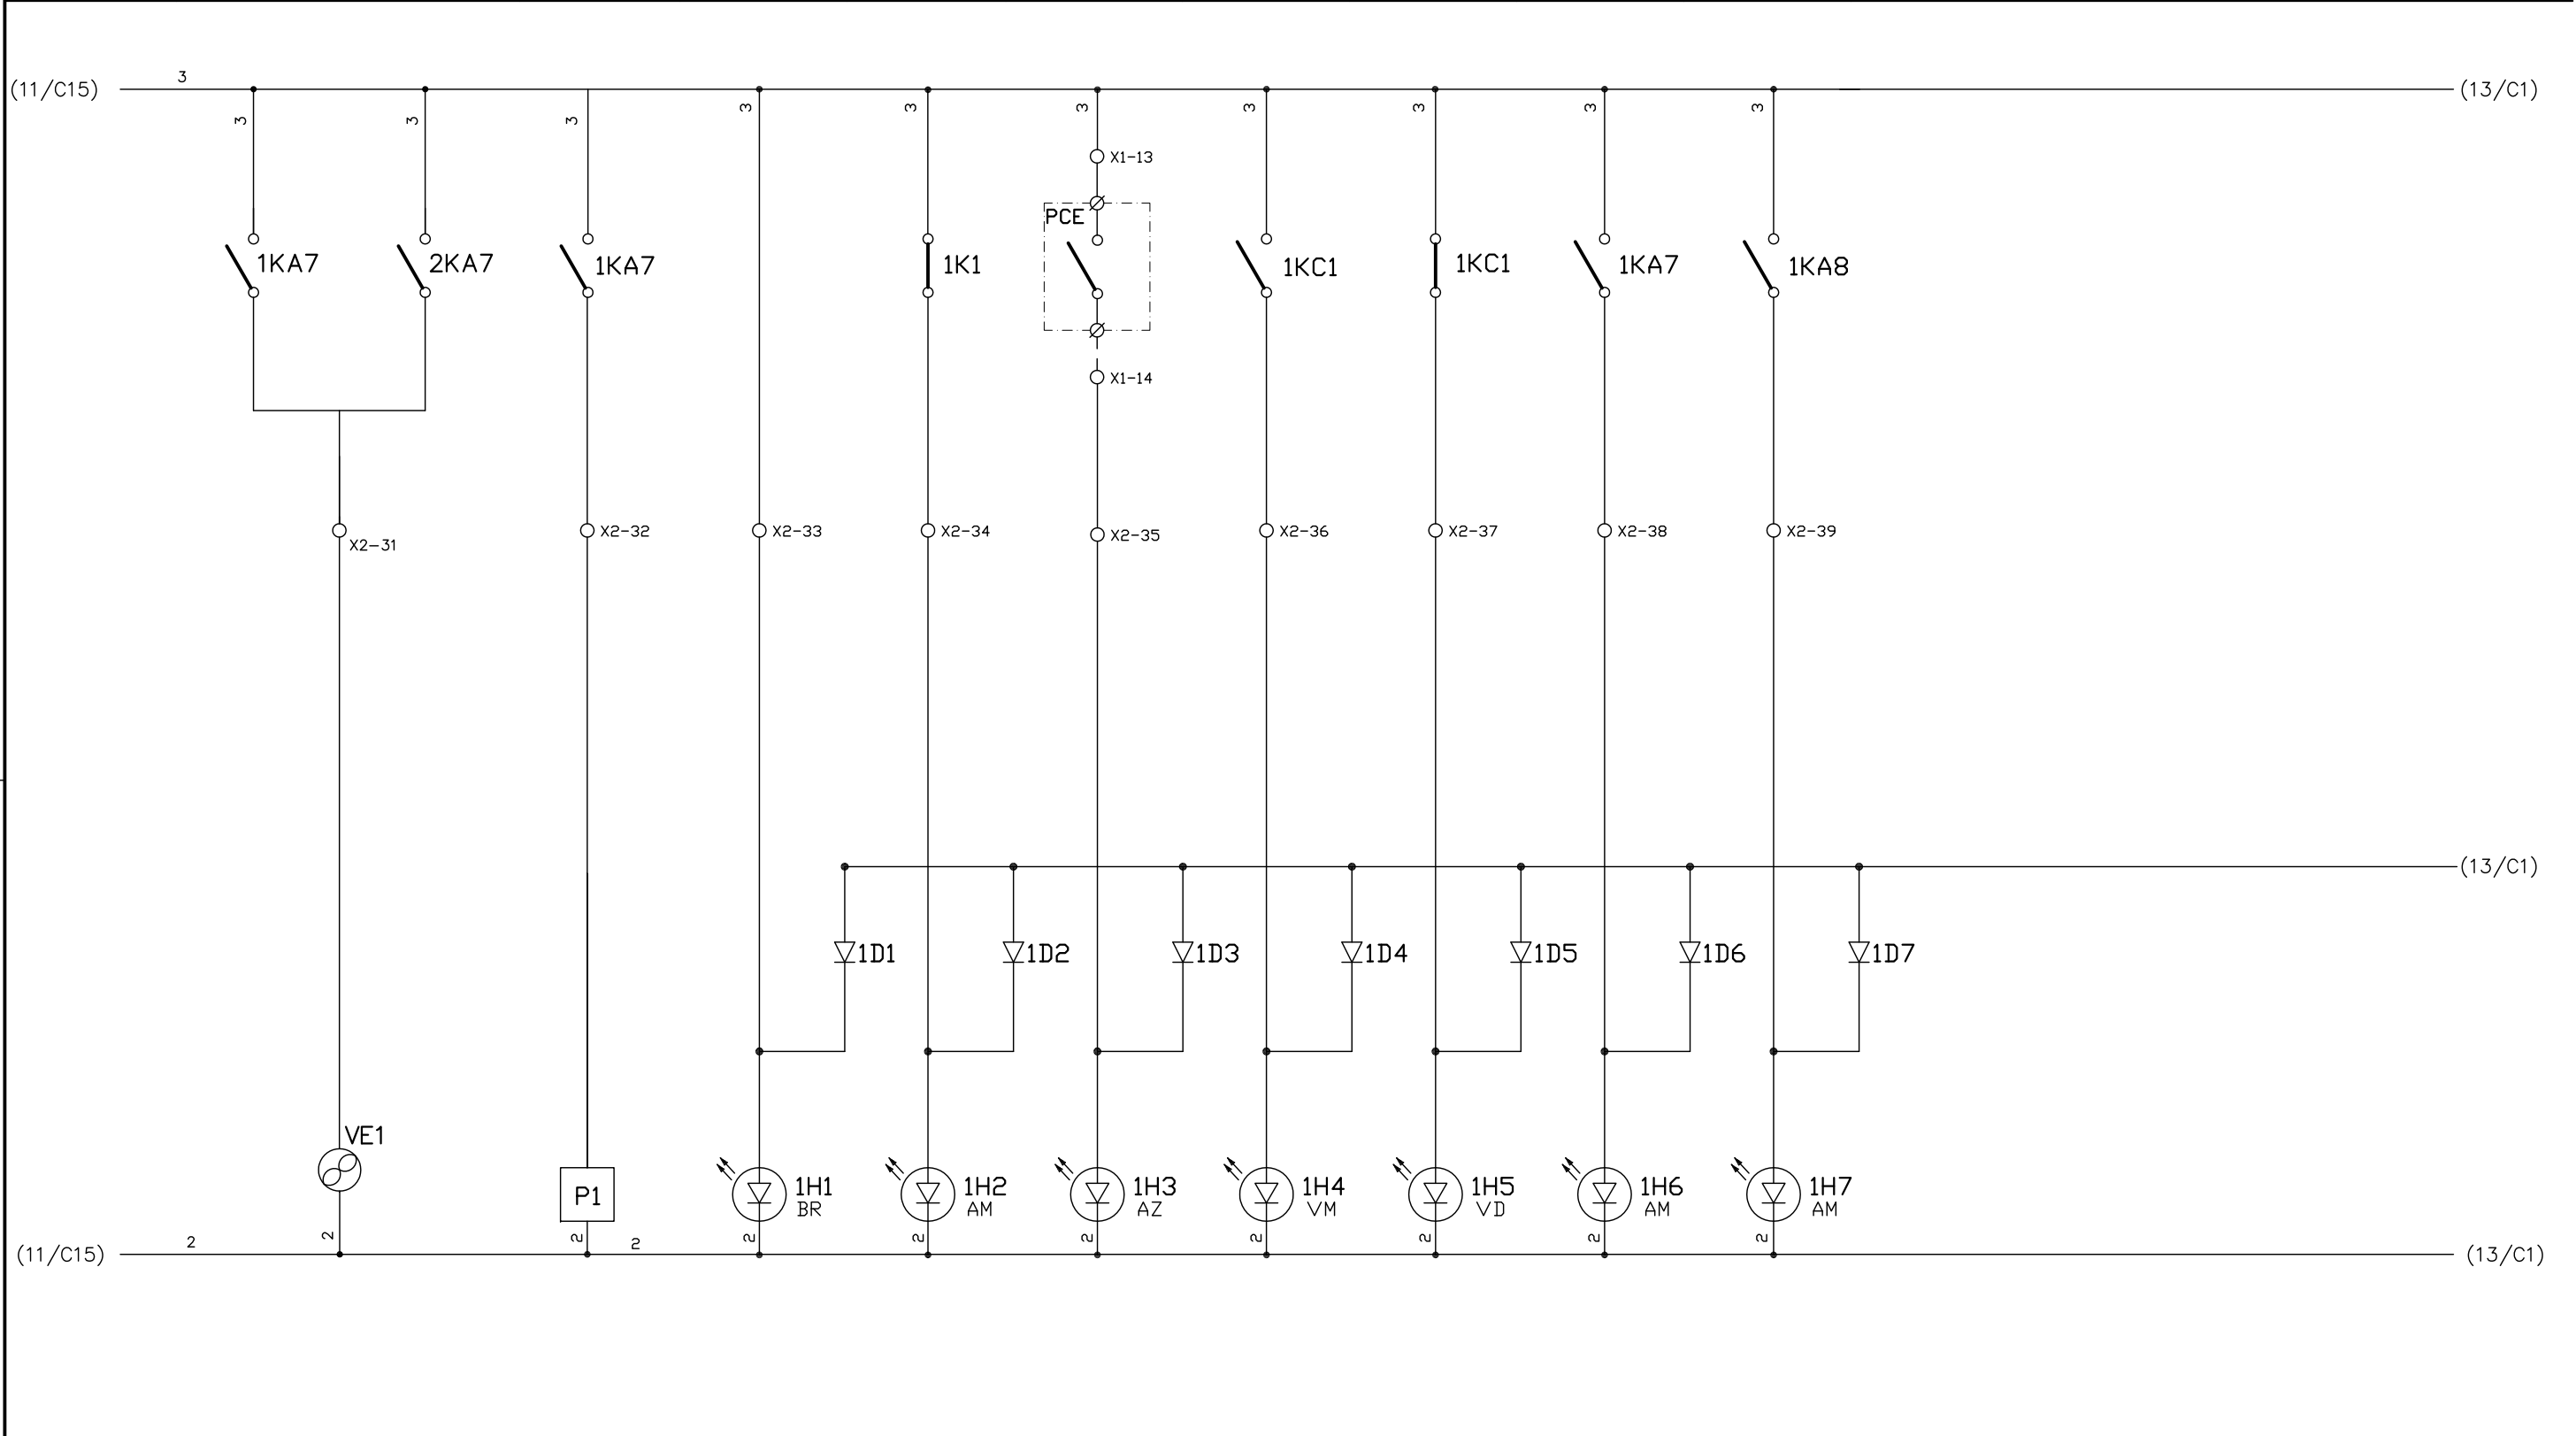 3
(11/C15)
(13/C1)
3 3 3 3 3 3 3 3 3 3
X1-13
PCE
1KA7 2KA7 1KA7 1K1 1KC1 1KC1 1KA7 1KA8
X1-14
X2-31 X2-32 X2-33 X2-34 X2-35 X2-36 X2-37 X2-38 X2-39
(13/C1)
1D1 1D2 1D3 1D4 1D5 1D6 1D7
VE1
P1 1H1 1H2 1H3 1H4 1H5 1H6 1H7
BR AM AZ VM VD AM AM
2 2 2 2 2 2 2 2 2
2 2
(11/C15) (13/C1)